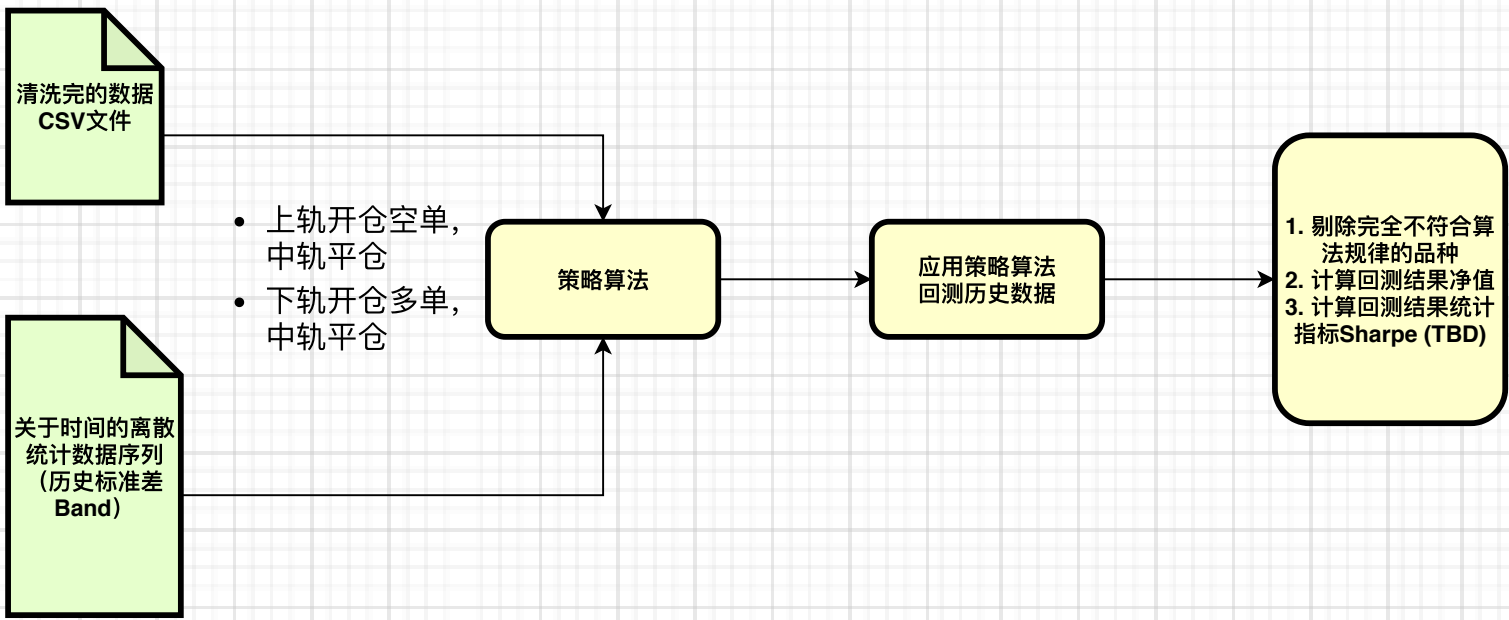 清洗完的数据
CSV文件
• 上轨开仓空单，
中轨平仓
• 下轨开仓多单，
中轨平仓
策略算法
应用策略算法
回测历史数据
1. 剔除完全不符合算
法规律的品种
2. 计算回测结果净值
3. 计算回测结果统计
指标Sharpe (TBD)
关于时间的离散
统计数据序列
（历史标准差
Band）